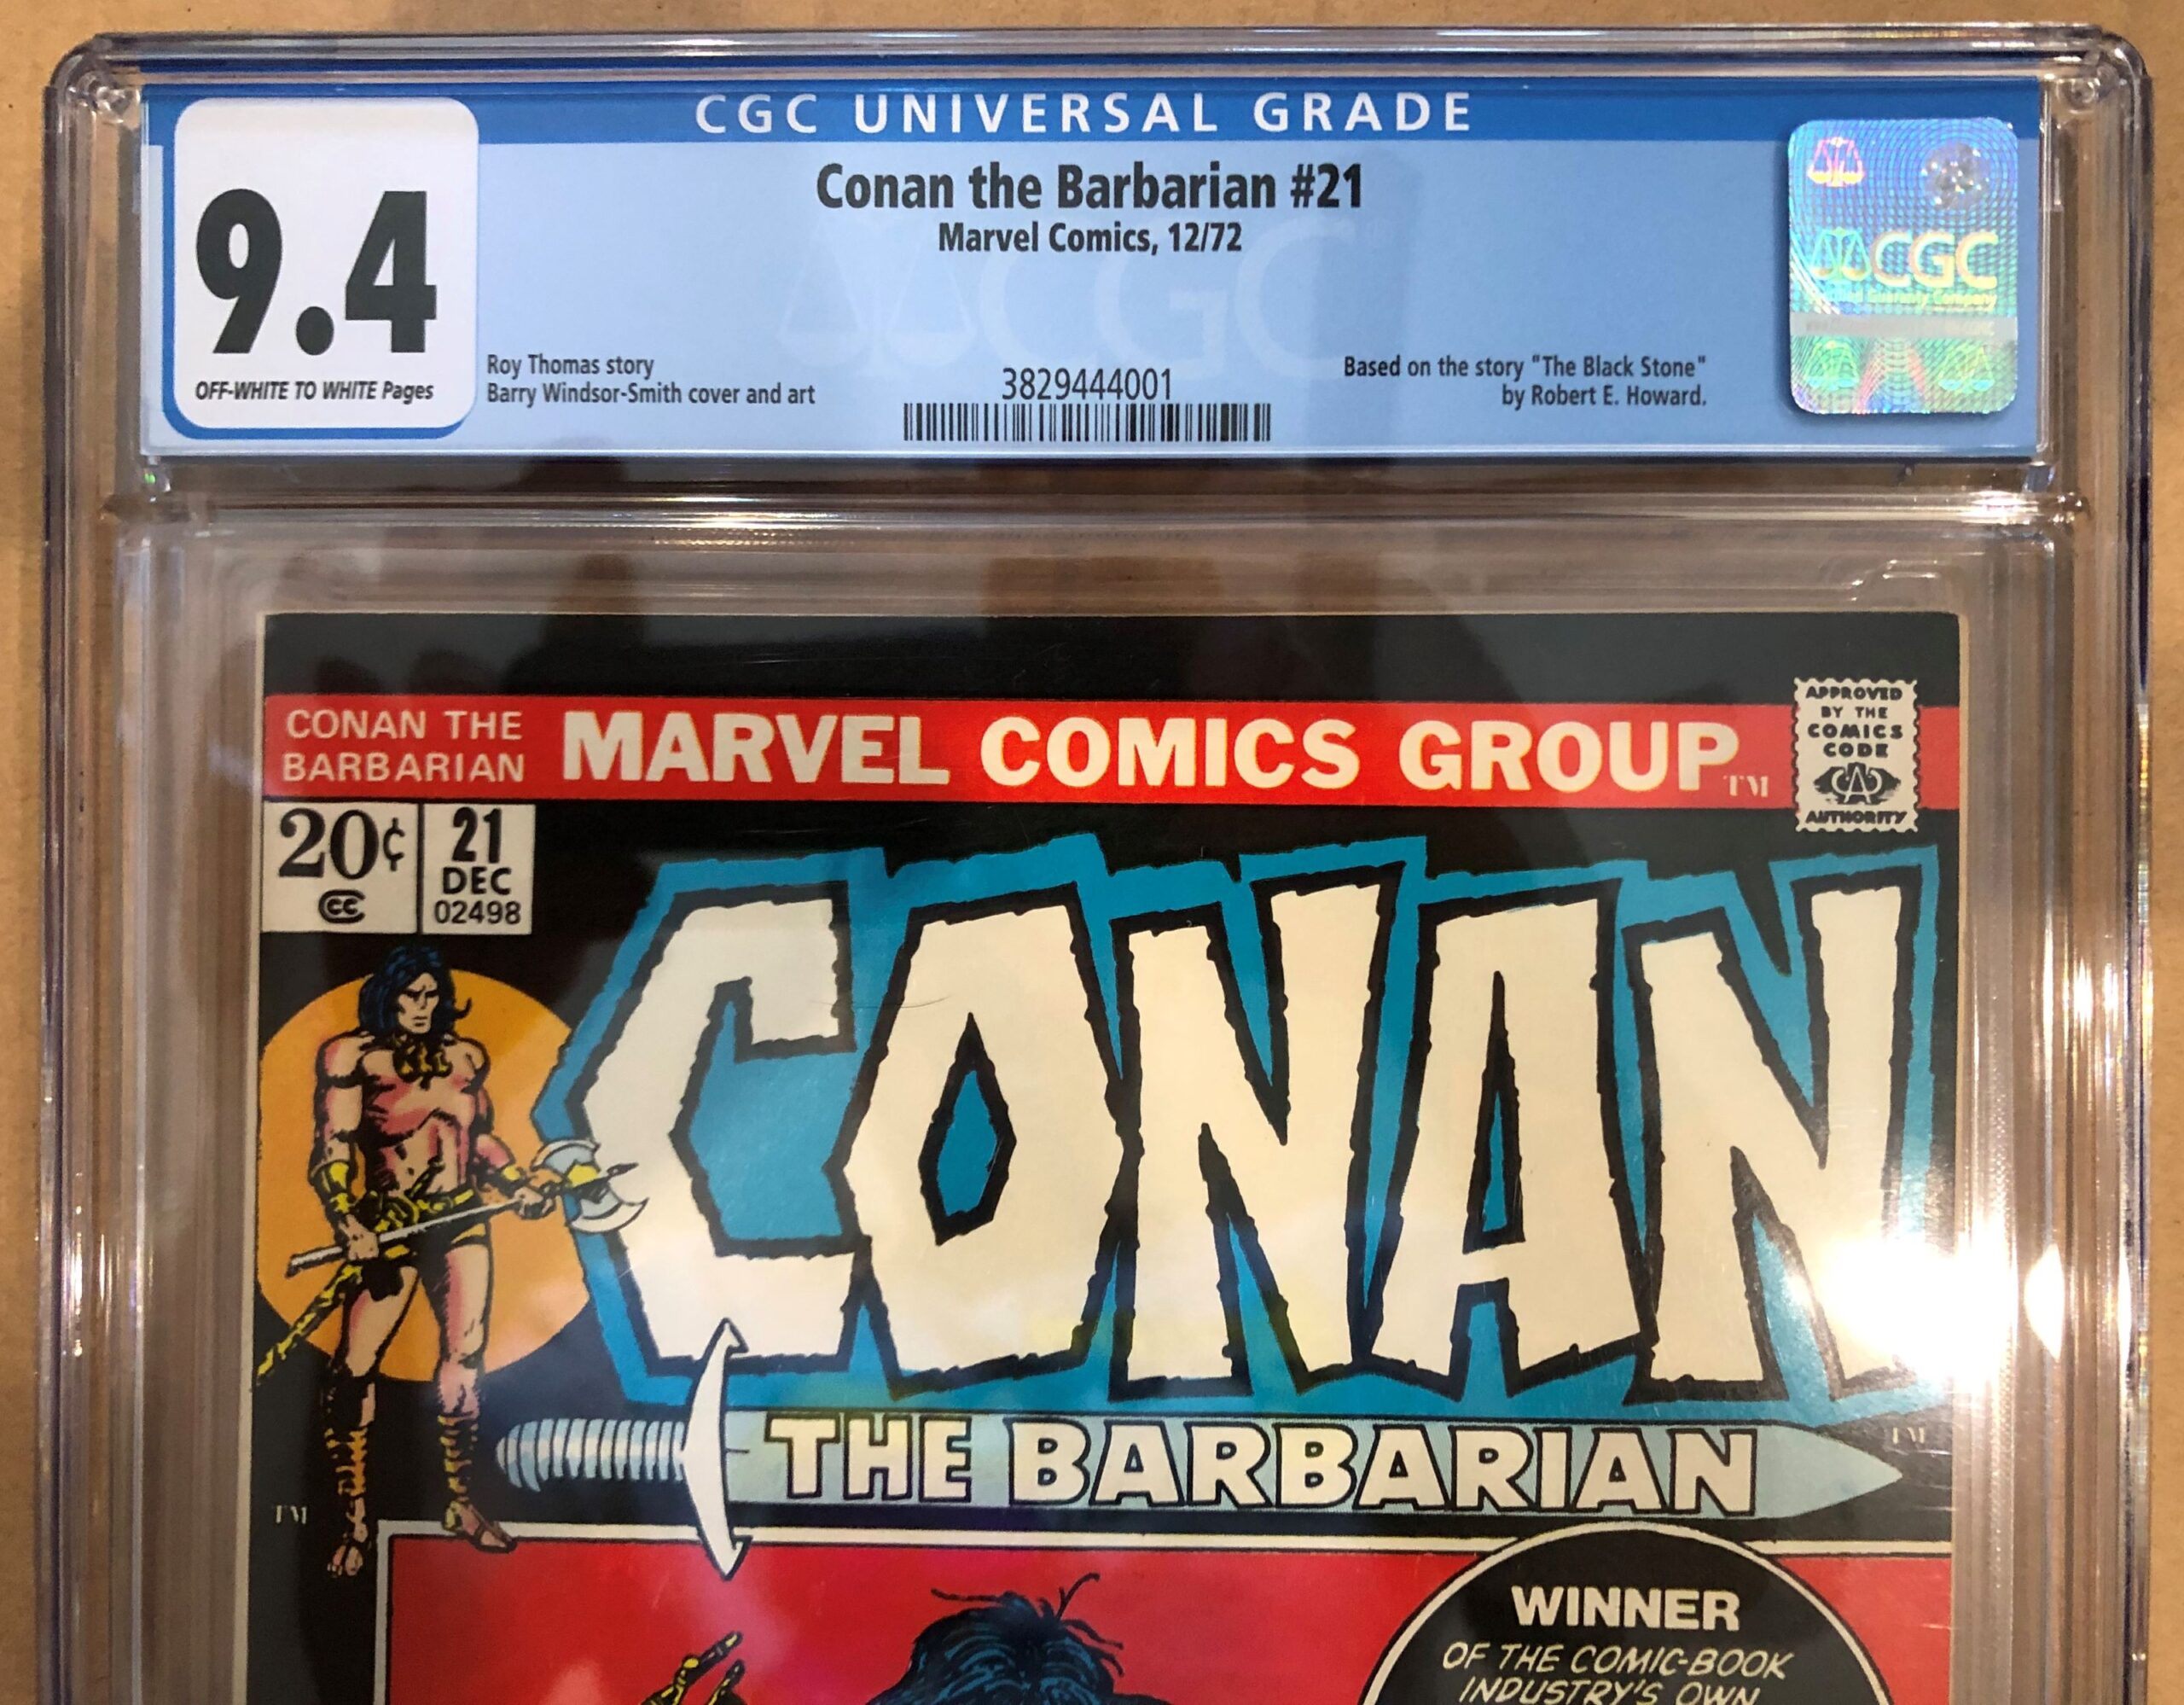 CGC UNIVERSAL GRADE
9.4
OFF-WHITE TO WHITE Pages
Conan the Barbarian #21
Marvel Comics, 12/72
Roy Thomas story
Barry Windsor-Smith cover and art
3829444001
Based on the story "The Black Stone"
by Robert E. Howard.
CGC
CONAN THE
BARBARIAN
MARVEL COMICS GROUP TM
APPROVED
BY THE
COMICS
CODE
CA
AUTHORITY
20¢
CC
21
DEC
02498
CONAN
THE BARBARIAN
TM
TM
WINNER
OF THE COMIC-BOOK
INDUSTRY'S OWN